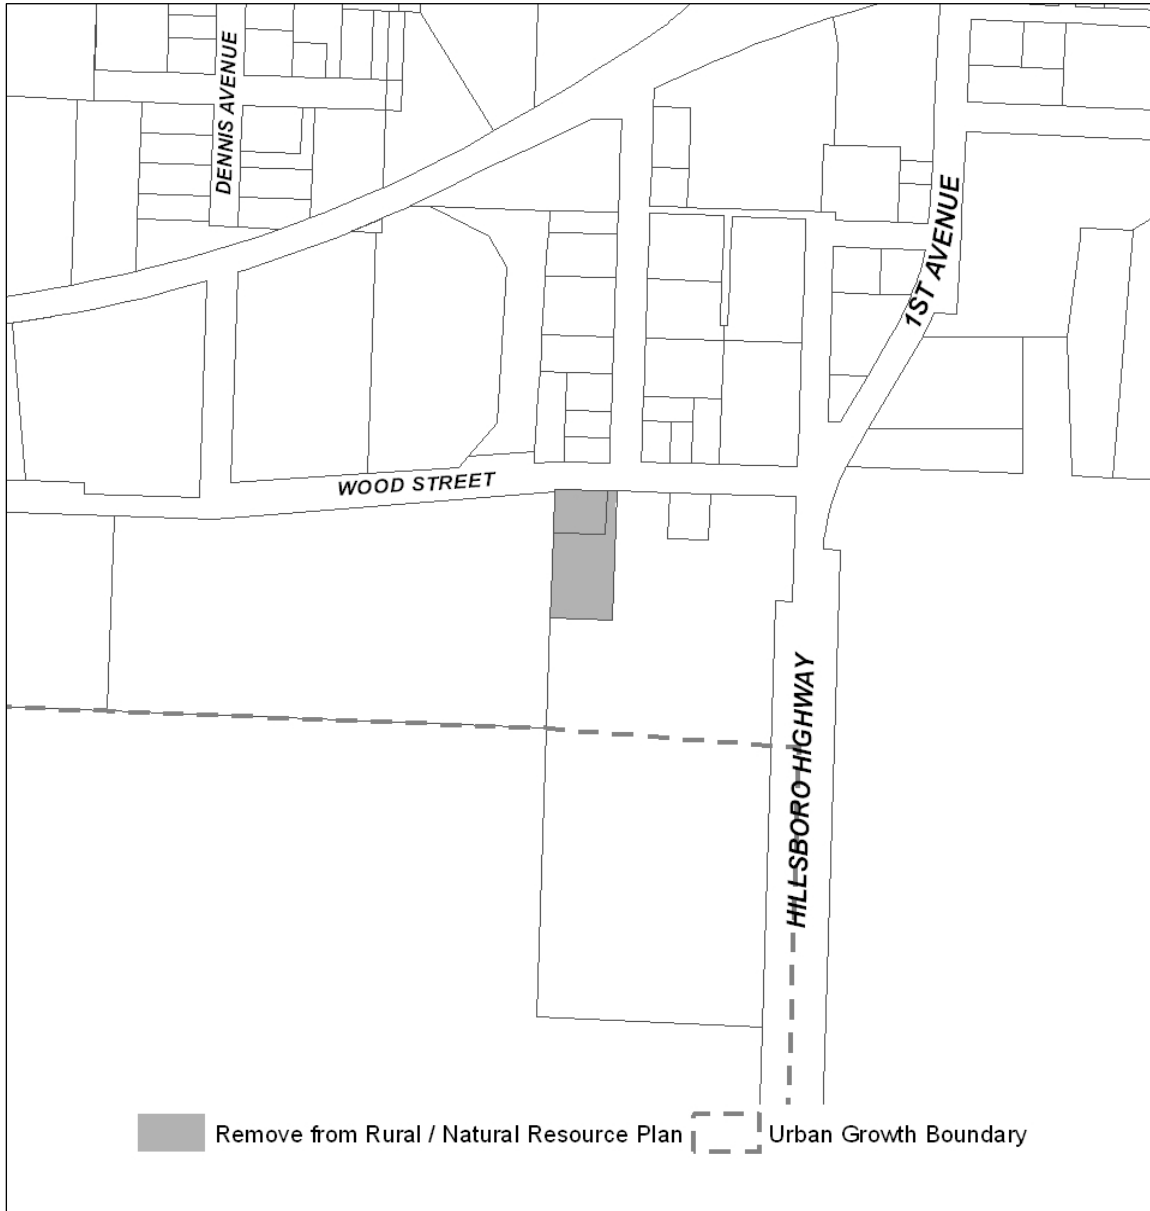 DENNIS AVENUE
1ST AVENUE
WOOD STREET
HILLSBORO HIGHWAY
Remove from Rural / Natural Resource Plan
Urban Growth Boundary